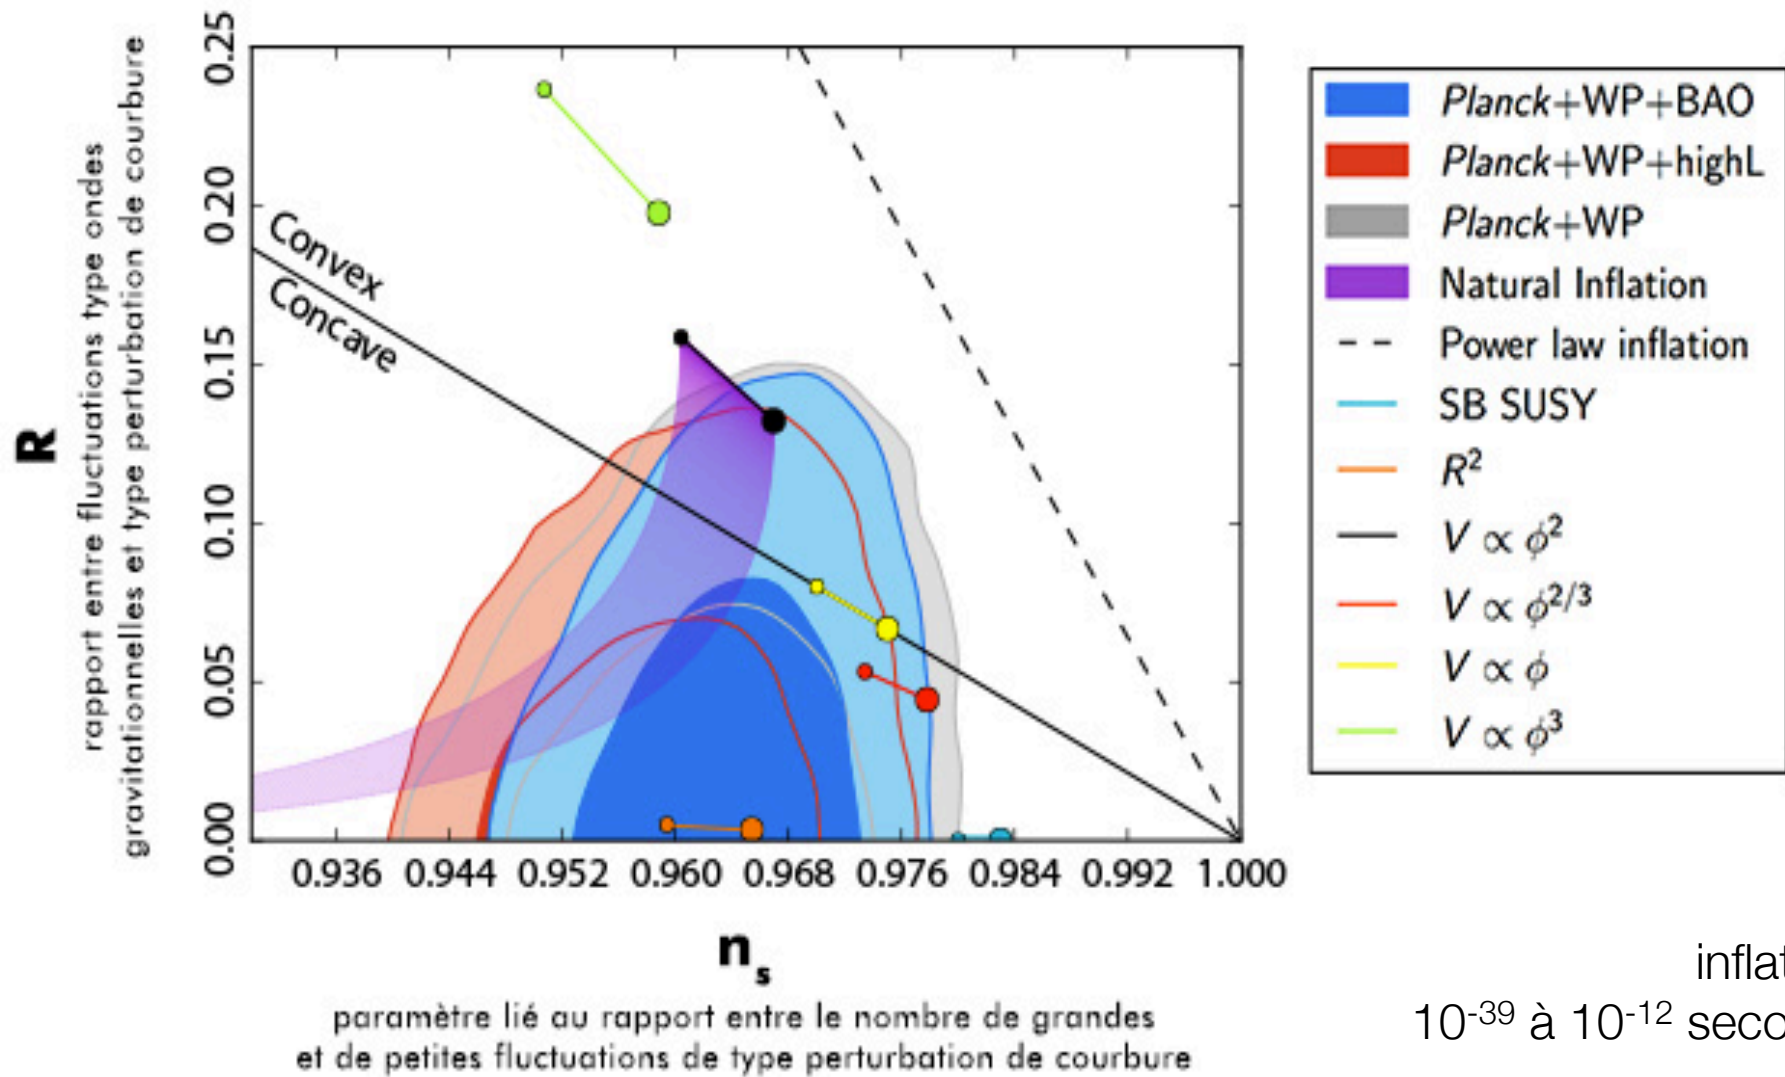 R
rapport entre fluctuations type ondes
gravitationnelles et type perturbation de courbure
0.25
0.20
0.15
0.10
0.05
0.00
Convex
Concave
0.936 0.944 0.952 0.960 0.968 0.976 0.984 0.992 1.000
n_s
paramètre lié au rapport entre le nombre de grandes
et de petites fluctuations de type perturbation de courbure
Planck+WP+BAO
Planck+WP+highL
Planck+WP
Natural Inflation
Power law inflation
SB SUSY
R²
V ∝ ϕ²
V ∝ ϕ^{2/3}
V ∝ ϕ
V ∝ ϕ³
inflat
10⁻³⁹ à 10⁻¹² seco